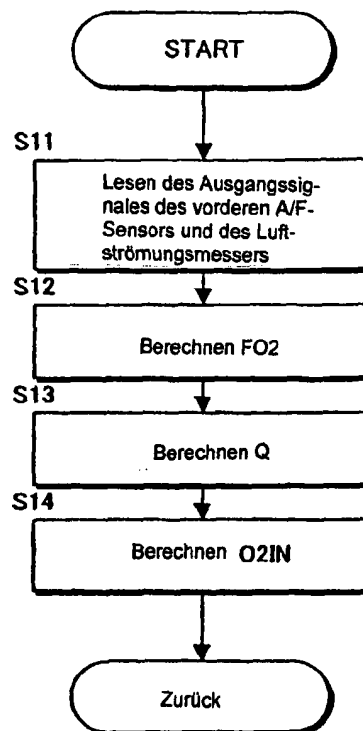 START
S11
Lesen des Ausgangssig-
nales des vorderen A/F-
Sensors und des Luft-
strömungsmessers
S12
Berechnen FO2
S13
Berechnen Q
S14
Berechnen O2IN
Zurück